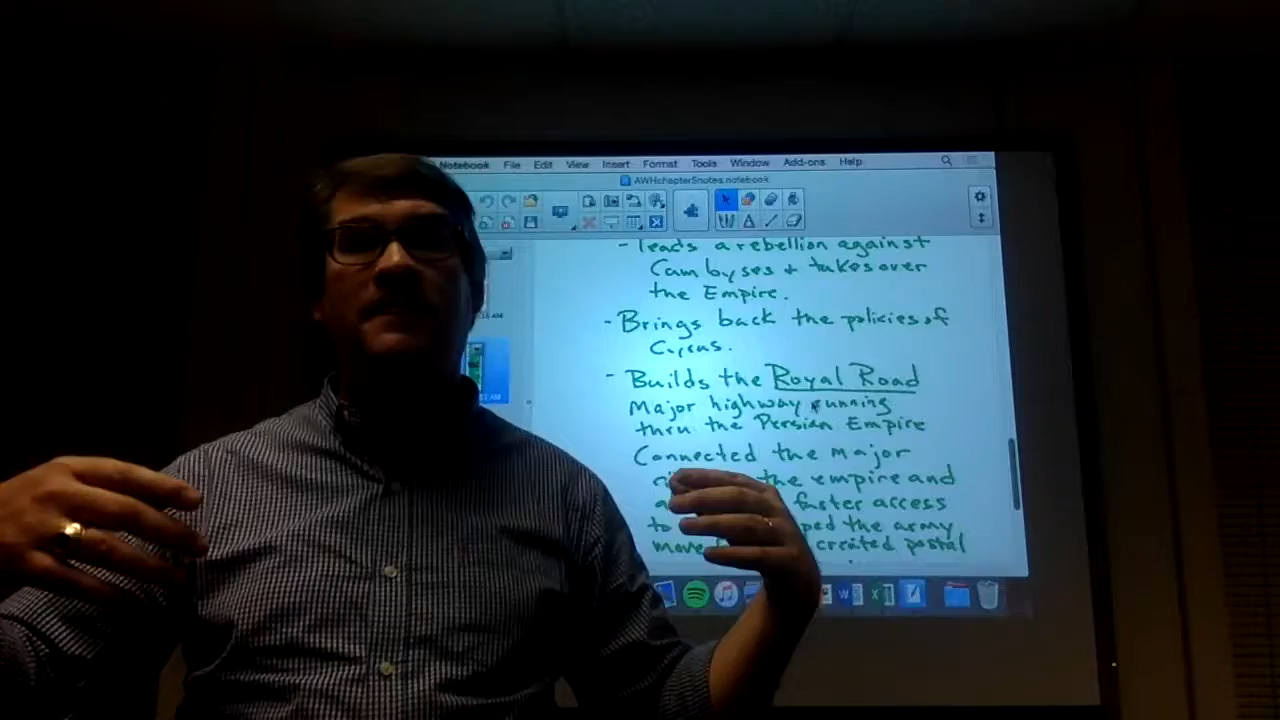 Notebook File Edit View Insert Format Tools Window Add-ons Help
AWHchapter5notes.notebook
- leads a rebellion against
Cambyses + takes over
the Empire.
- Brings back the policies of
Cyrus.
- Builds the Royal Road
Major highway running
thru the Persian Empire
Connected the major
the empire and
faster access
to the army
move created postal